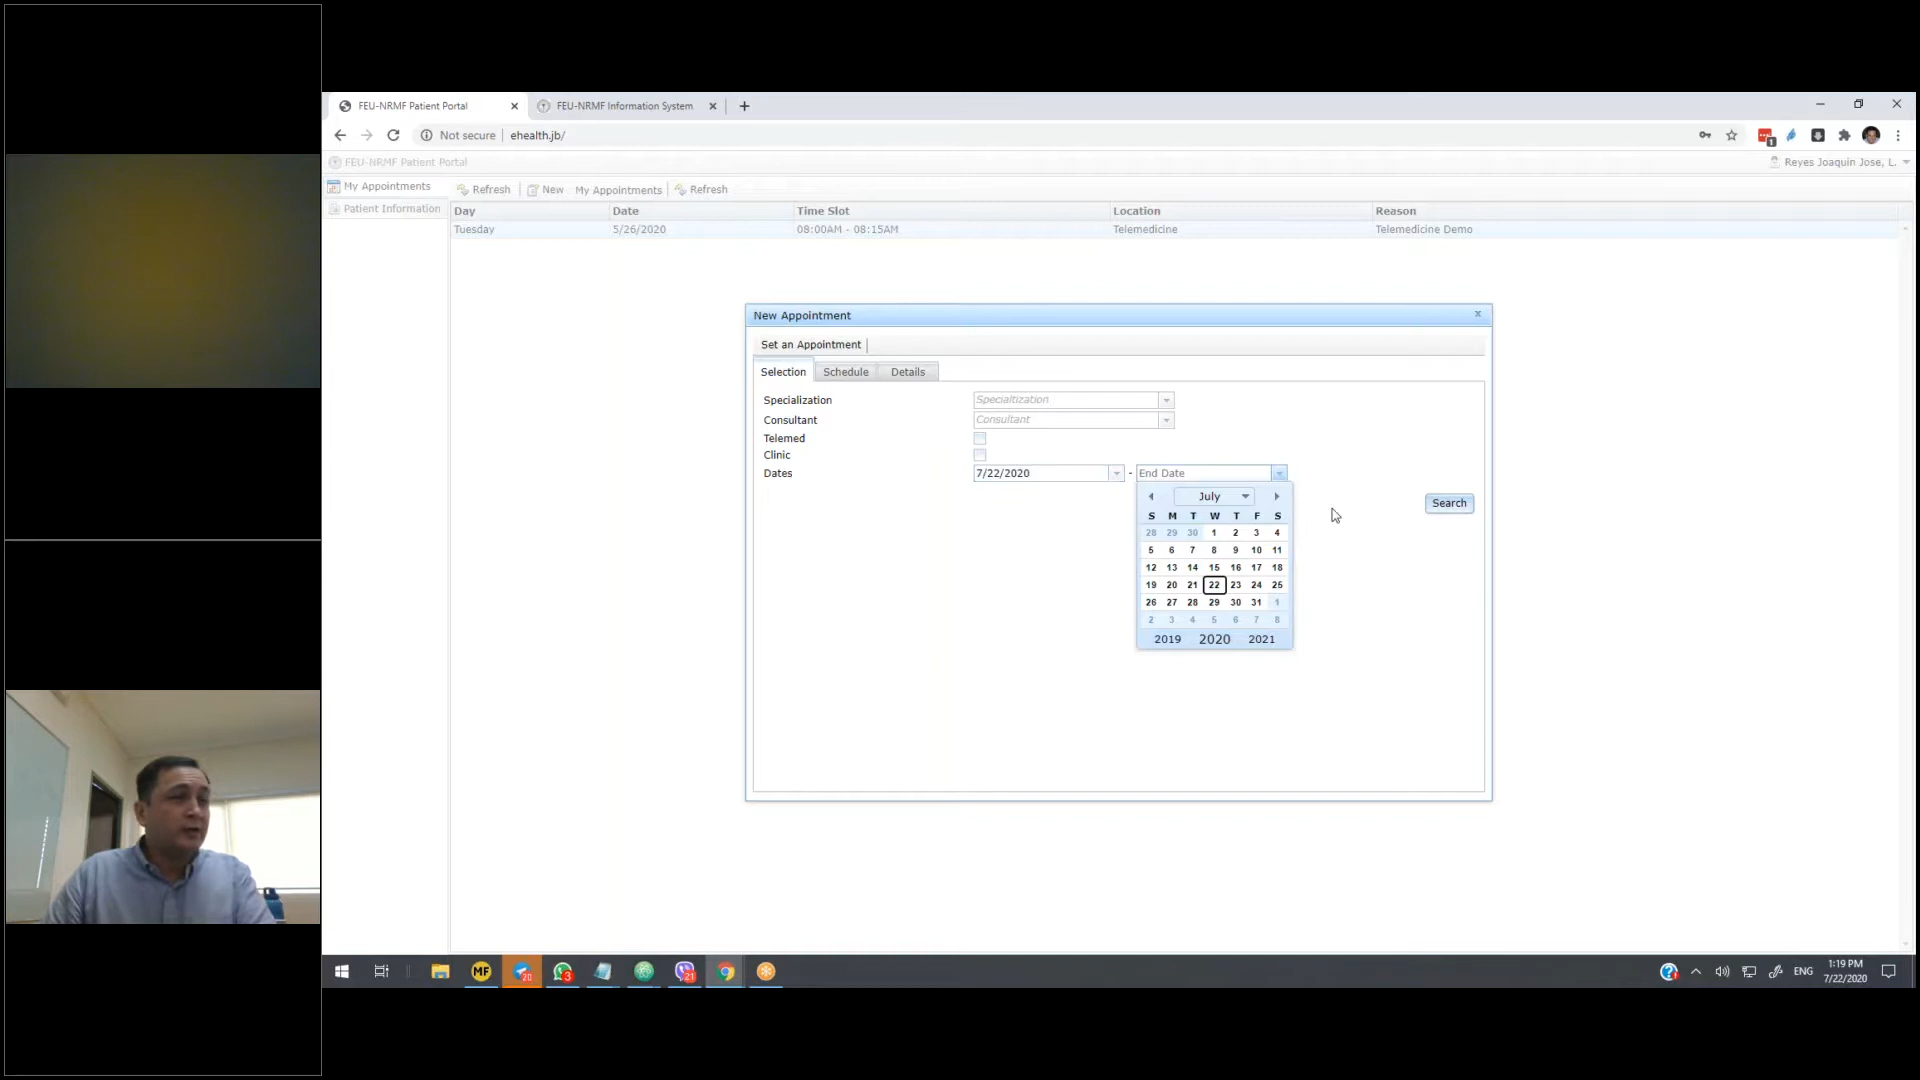 FEU-NRMF Patient Portal
FEU-NRMF Information System
Not secure
ehealth.jb/
1
FEU-NRMF Patient Portal
Reyes Joaquin Jose, L.
My Appointments
Patient Information
Refresh
New
My Appointments
Refresh
Day Date Time Slot Location Reason
Tuesday 5/26/2020 08:00AM - 08:15AM Telemedicine Telemedicine Demo
New Appointment
x
Set an Appointment
Selection Schedule Details
Specialization Specialtization
Consultant Consultant
Telemed
Clinic
Dates 7/22/2020 - End Date
Search
July
S M T W T F S
28 29 30 1 2 3 4
5 6 7 8 9 10 11
12 13 14 15 16 17 18
19 20 21 22 23 24 25
26 27 28 29 30 31 1
2 3 4 5 6 7 8
2019 2020 2021
MF
20
3
21
ENG
1:19 PM
7/22/2020